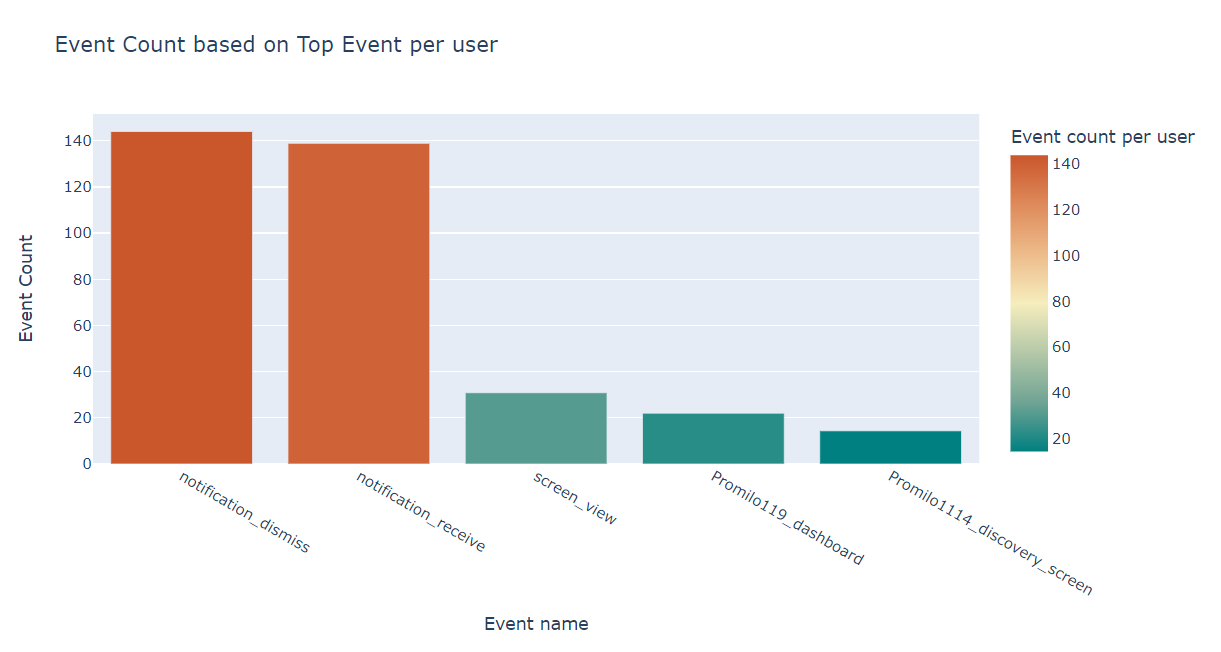 Event Count based on Top Event per user
Event Count
140
120
100
80
60
40
20
0
notification_dismiss
notification_receive
screen_view
Promilo119_dashboard
Promilo1114_discovery_screen
Event name
Event count per user
140
120
100
80
60
40
20